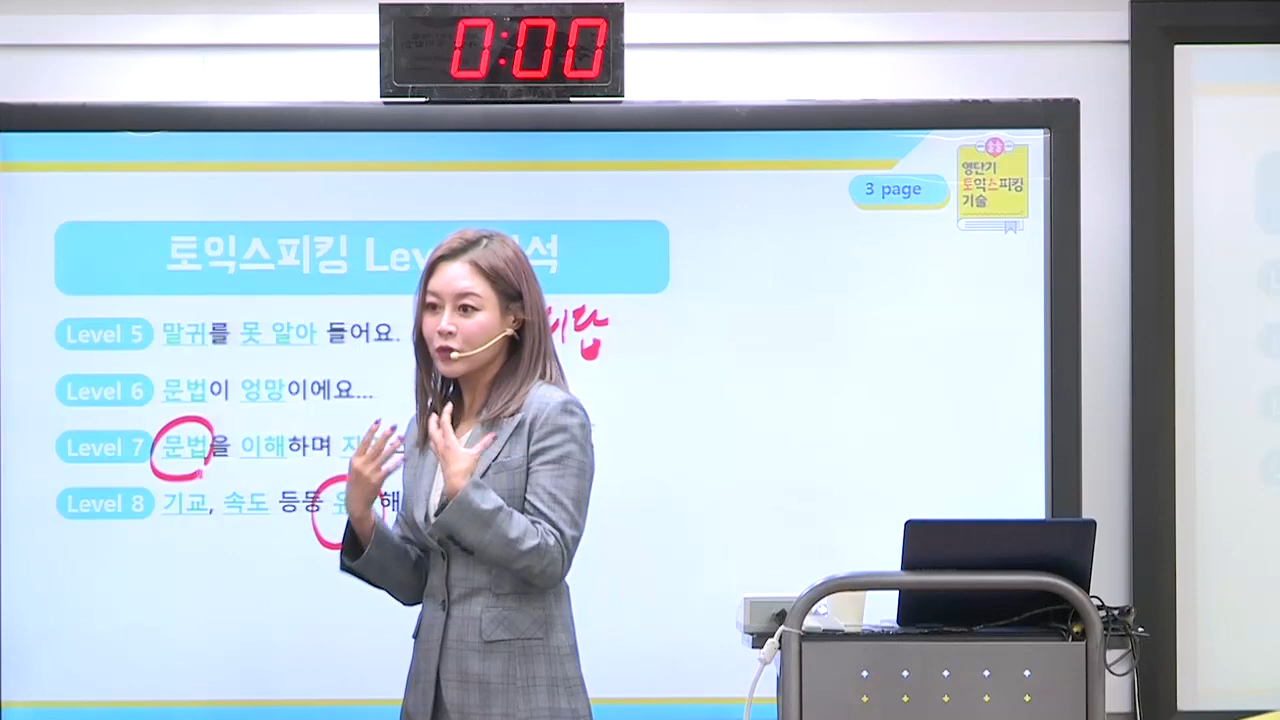 0:00
3 page
영단기
토익스피킹
기술
토익스피킹 석
Level 5 말귀를 못 알아 들어요.
Level 6 문법이 엉망이에요...
Level 7 문법을 이해하며
Level 8 기교, 속도 등등